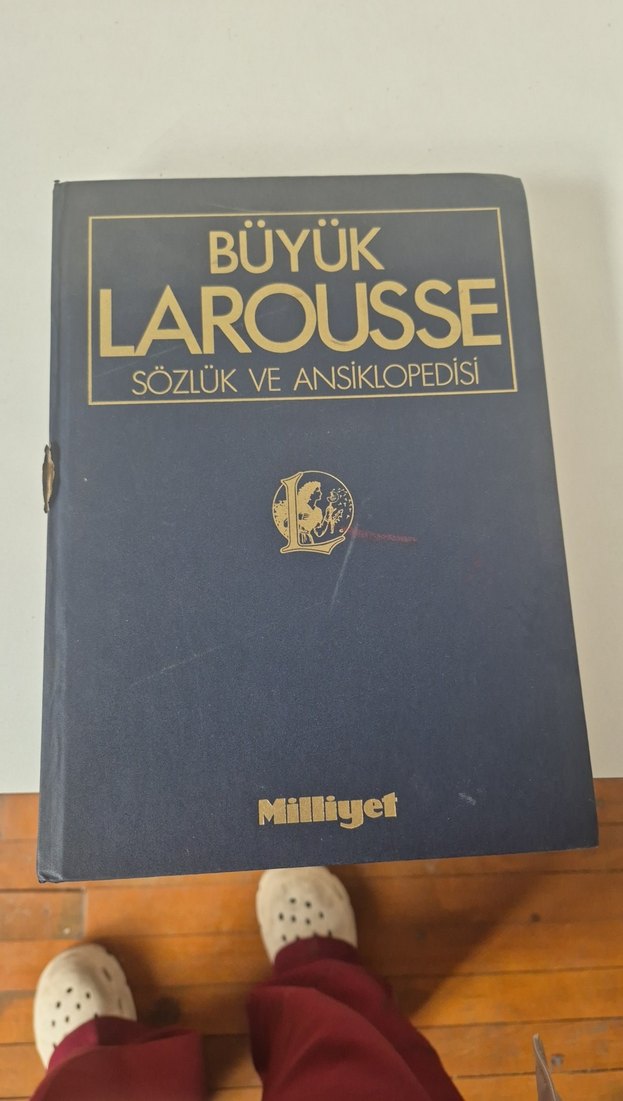 BÜYÜK
LAROUSSE
SÖZLÜK VE ANSİKLOPEDİSİ
L
Milliyet